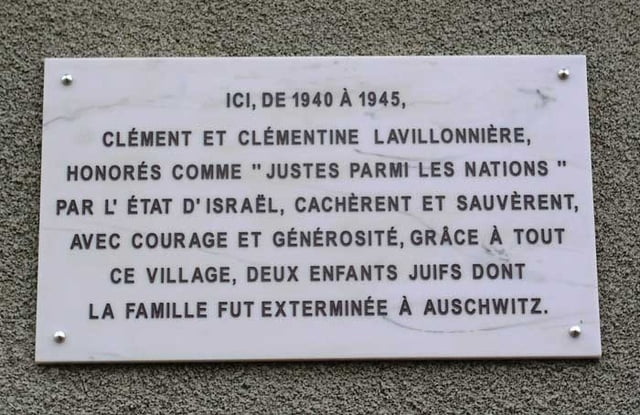 ICI, DE 1940 À 1945,
CLÉMENT ET CLÉMENTINE LAVILLONNIÈRE,
HONORÉS COMME "JUSTES PARMI LES NATIONS"
PAR L' ÉTAT D'ISRAËL, CACHÈRENT ET SAUVÈRENT,
AVEC COURAGE ET GÉNÉROSITÉ, GRÂCE À TOUT
CE VILLAGE, DEUX ENFANTS JUIFS DONT
LA FAMILLE FUT EXTERMINÉE À AUSCHWITZ.